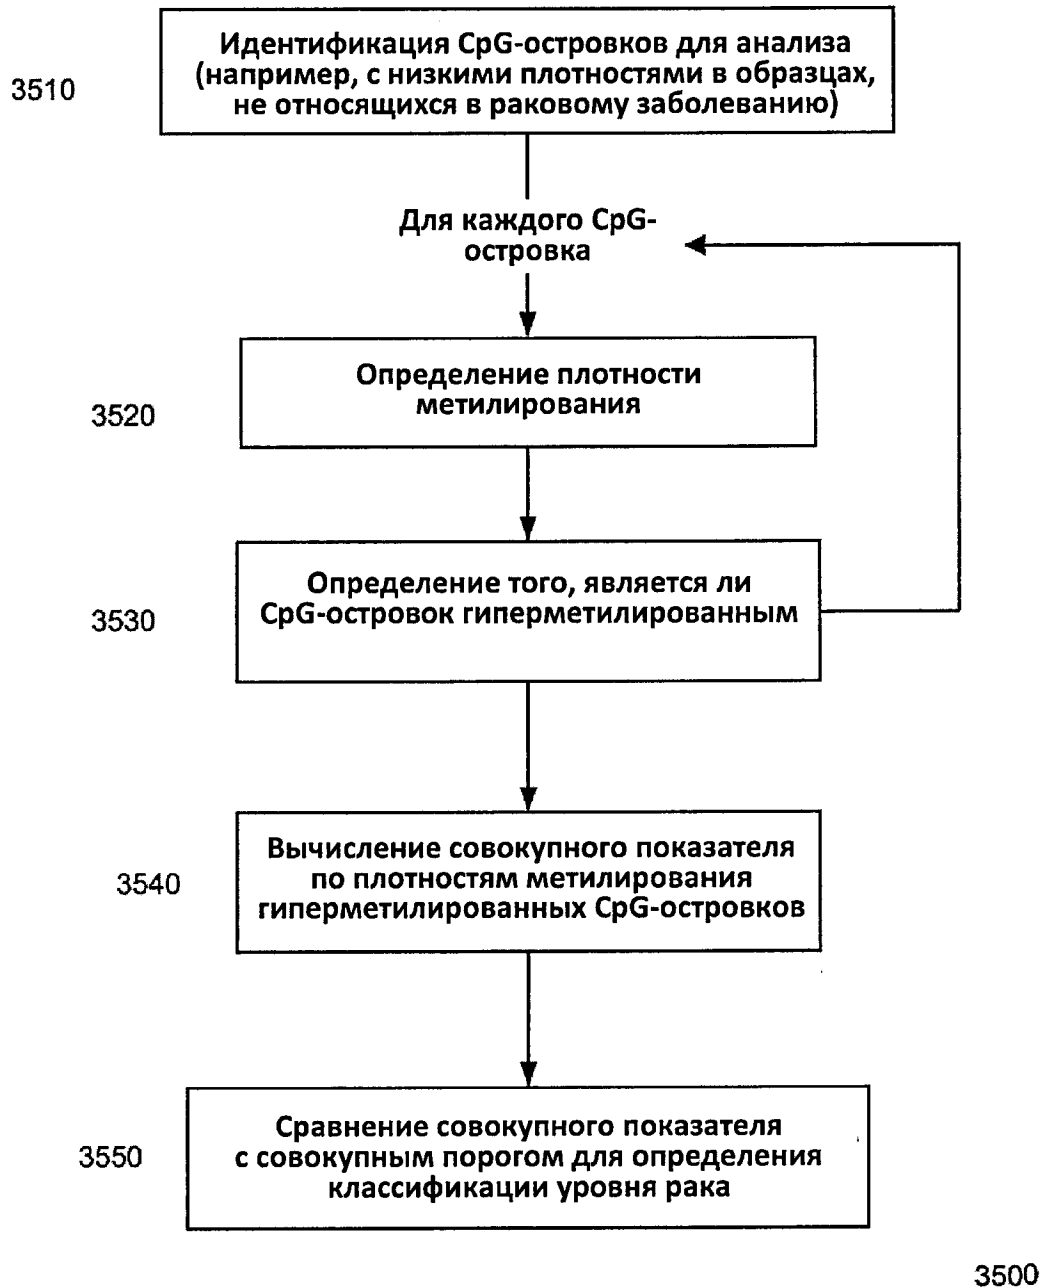 Идентификация CpG-островков для анализа
(например, с низкими плотностями в образцах,
не относящихся в раковому заболеванию)
3510
Для каждого CpG-
островка
Определение плотности
метилирования
3520
Определение того, является ли
CpG-островок гиперметилированным
3530
Вычисление совокупного показателя
по плотностям метилирования
гиперметилированных CpG-островков
3540
Сравнение совокупного показателя
с совокупным порогом для определения
классификации уровня рака
3550
3500